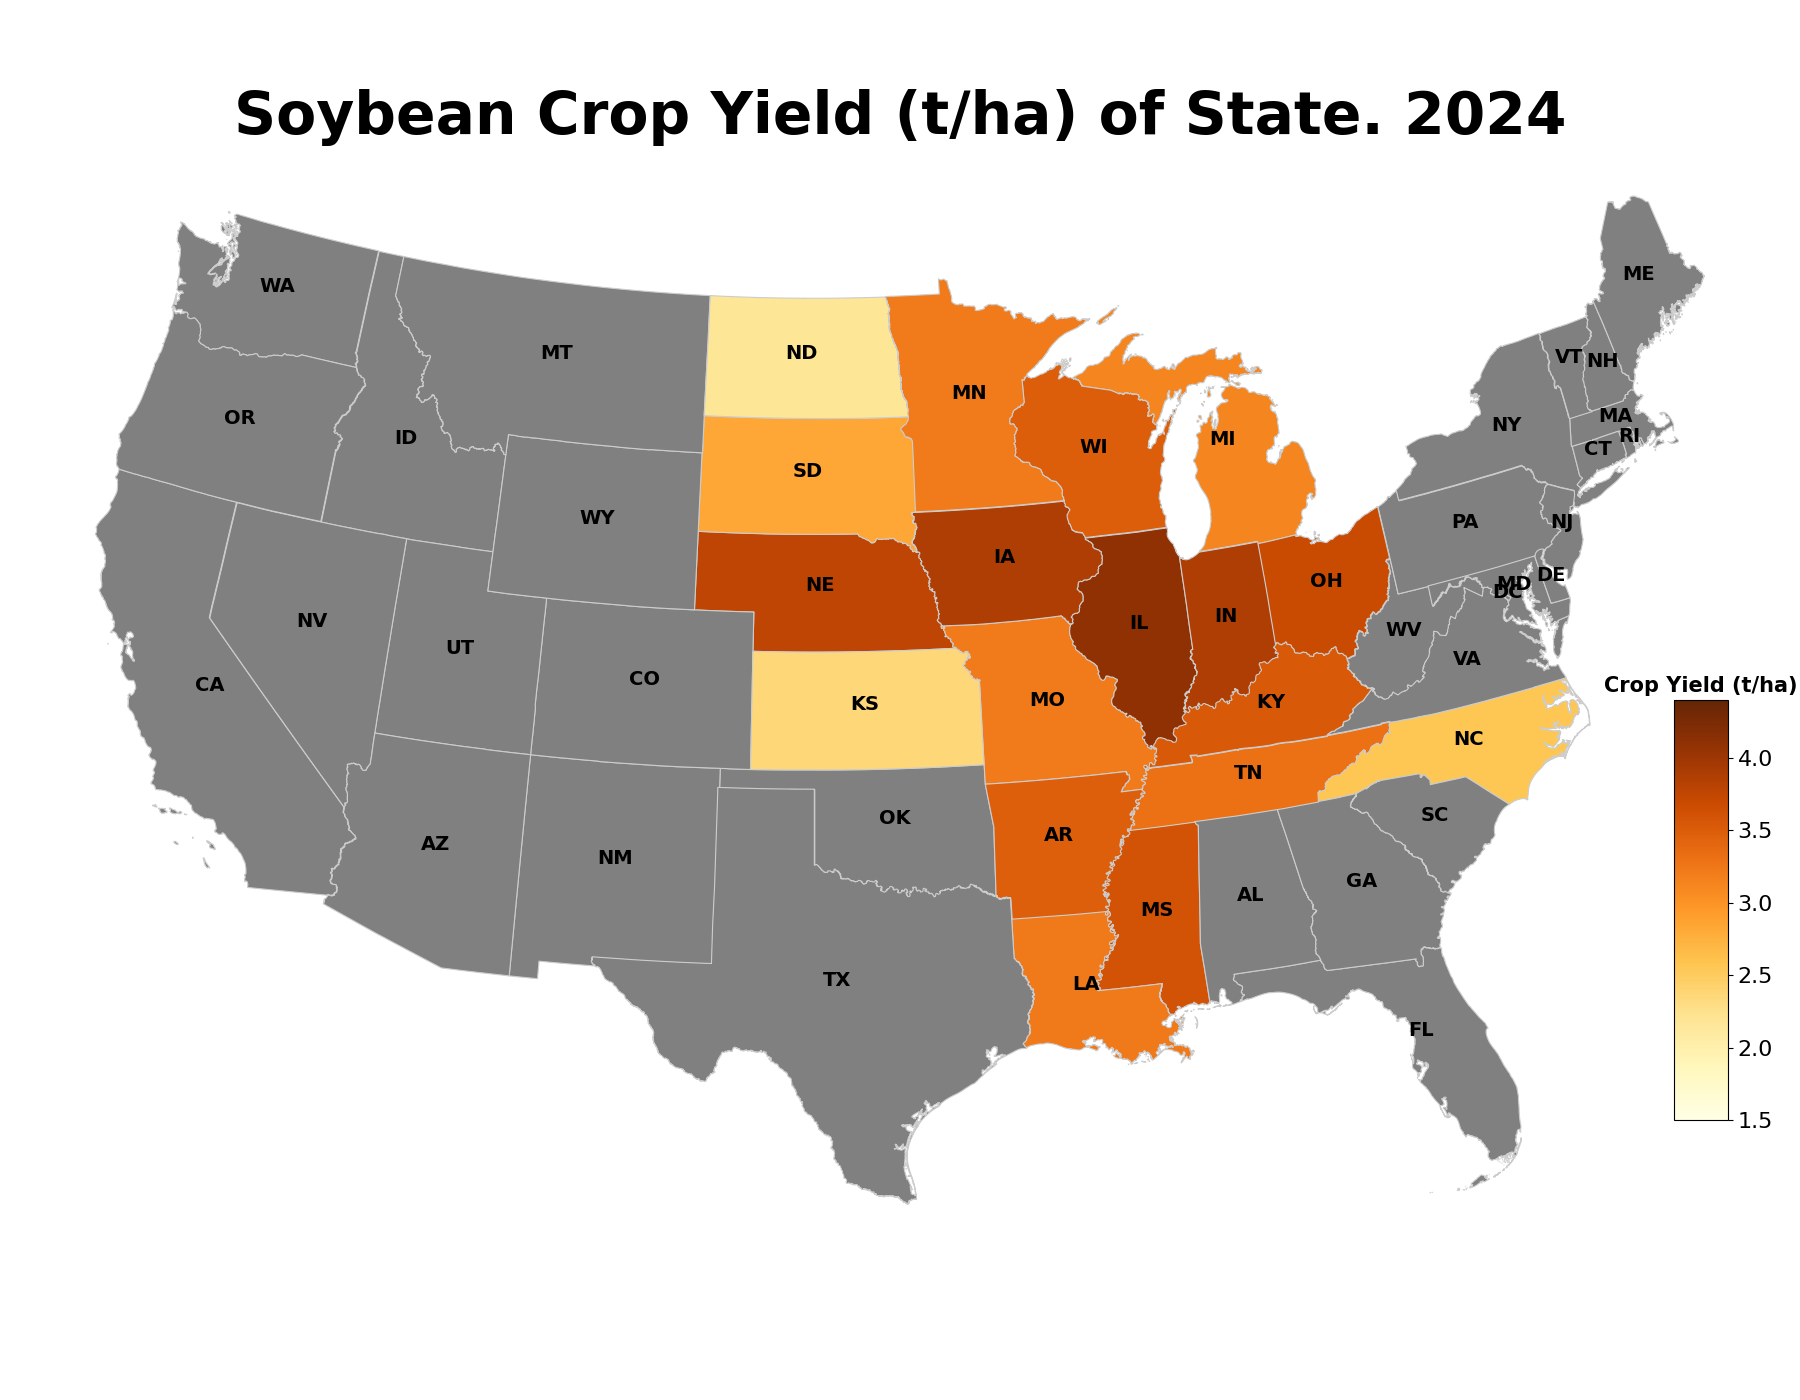 Soybean Crop Yield (t/ha) of State. 2024
ME
WA
MT
ND
VT
NH
MN
MA
OR
NY
RI
ID
MI
WI
CT
SD
WY
PA
NJ
IA
DE
OH
MD
NE
DC
IN
NV
IL
WV
UT
VA
CO
CA
Crop Yield (t/ha)
MO
KY
KS
NC
4.0
TN
SC
OK
3.5
AR
AZ
NM
GA
AL
3.0
MS
2.5
TX
LA
FL
2.0
1.5